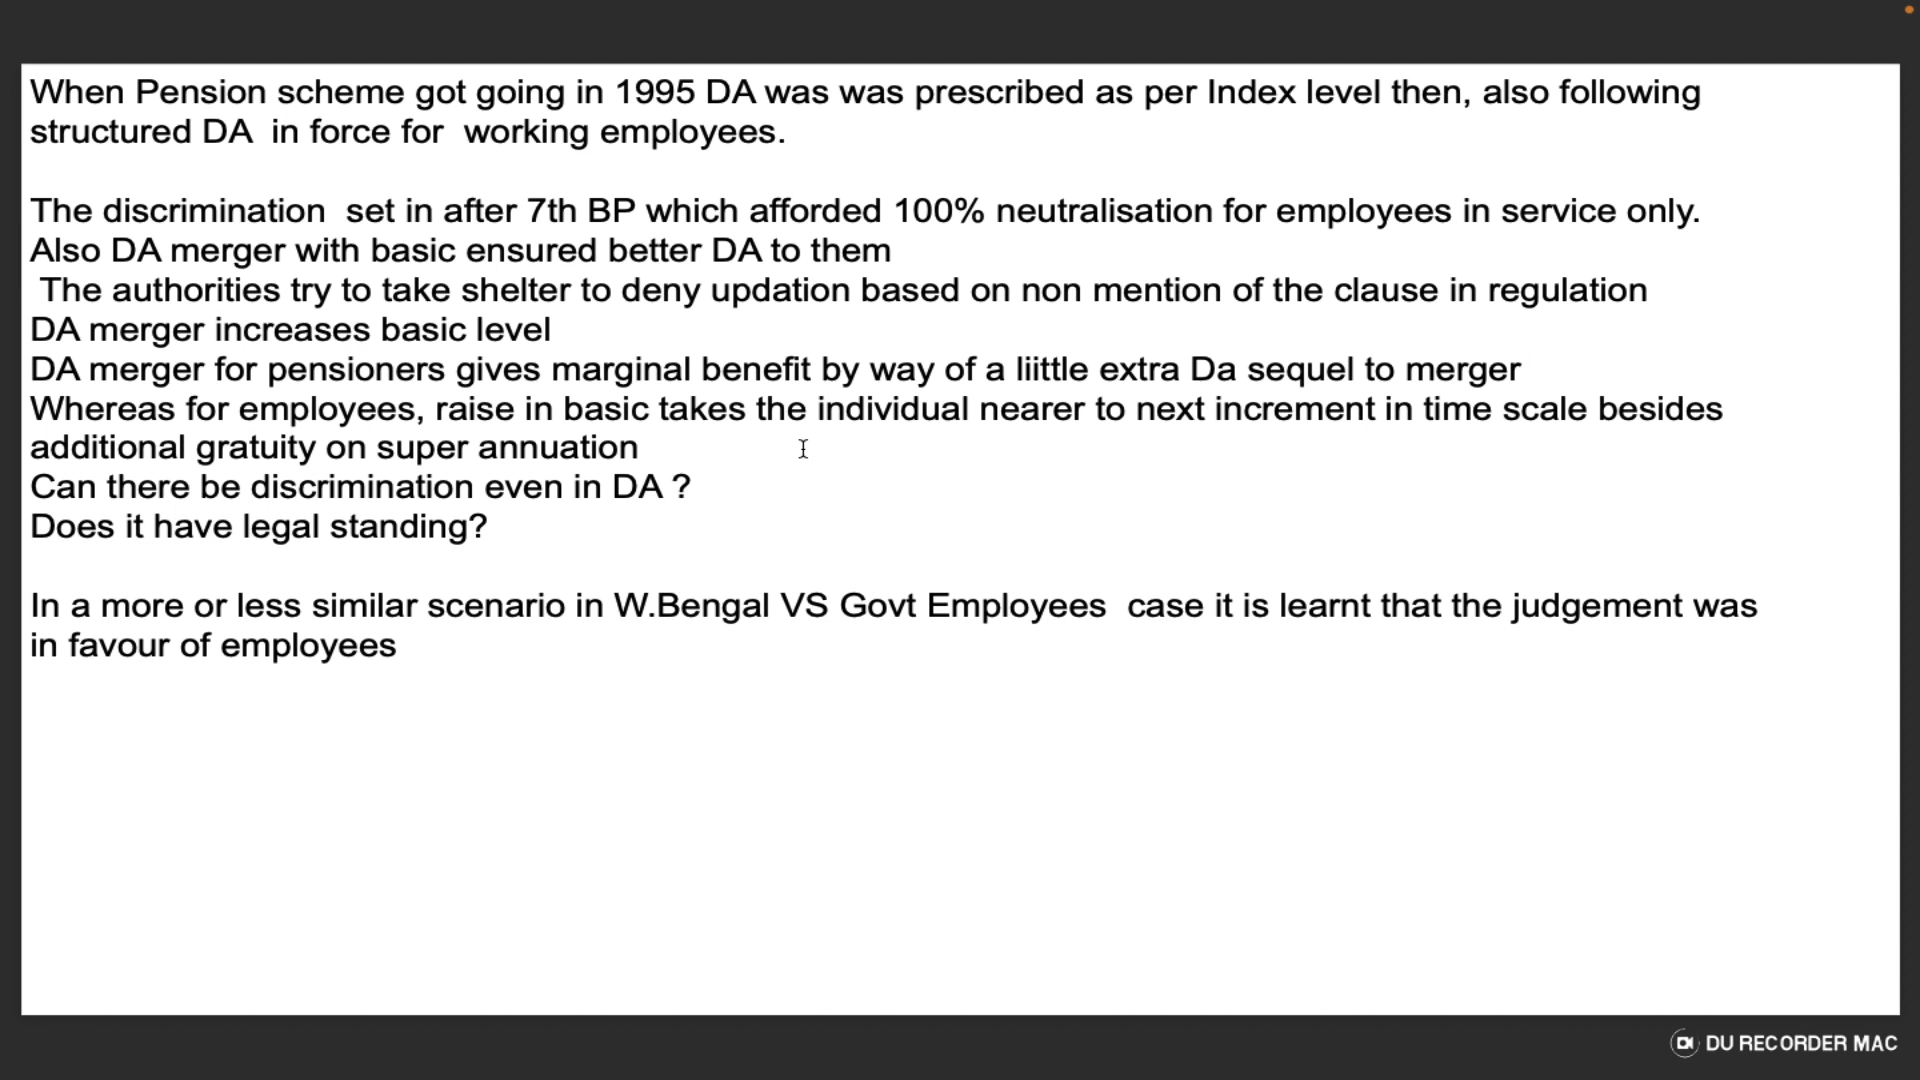 When Pension scheme got going in 1995 DA was was prescribed as per Index level then, also following
structured DA  in force for  working employees.
The discrimination  set in after 7th BP which afforded 100% neutralisation for employees in service only.
Also DA merger with basic ensured better DA to them
The authorities try to take shelter to deny updation based on non mention of the clause in regulation
DA merger increases basic level
DA merger for pensioners gives marginal benefit by way of a liittle extra Da sequel to merger
Whereas for employees, raise in basic takes the individual nearer to next increment in time scale besides
additional gratuity on super annuation
Can there be discrimination even in DA ?
Does it have legal standing?
In a more or less similar scenario in W.Bengal VS Govt Employees  case it is learnt that the judgement was
in favour of employees
DU RECORDER MAC